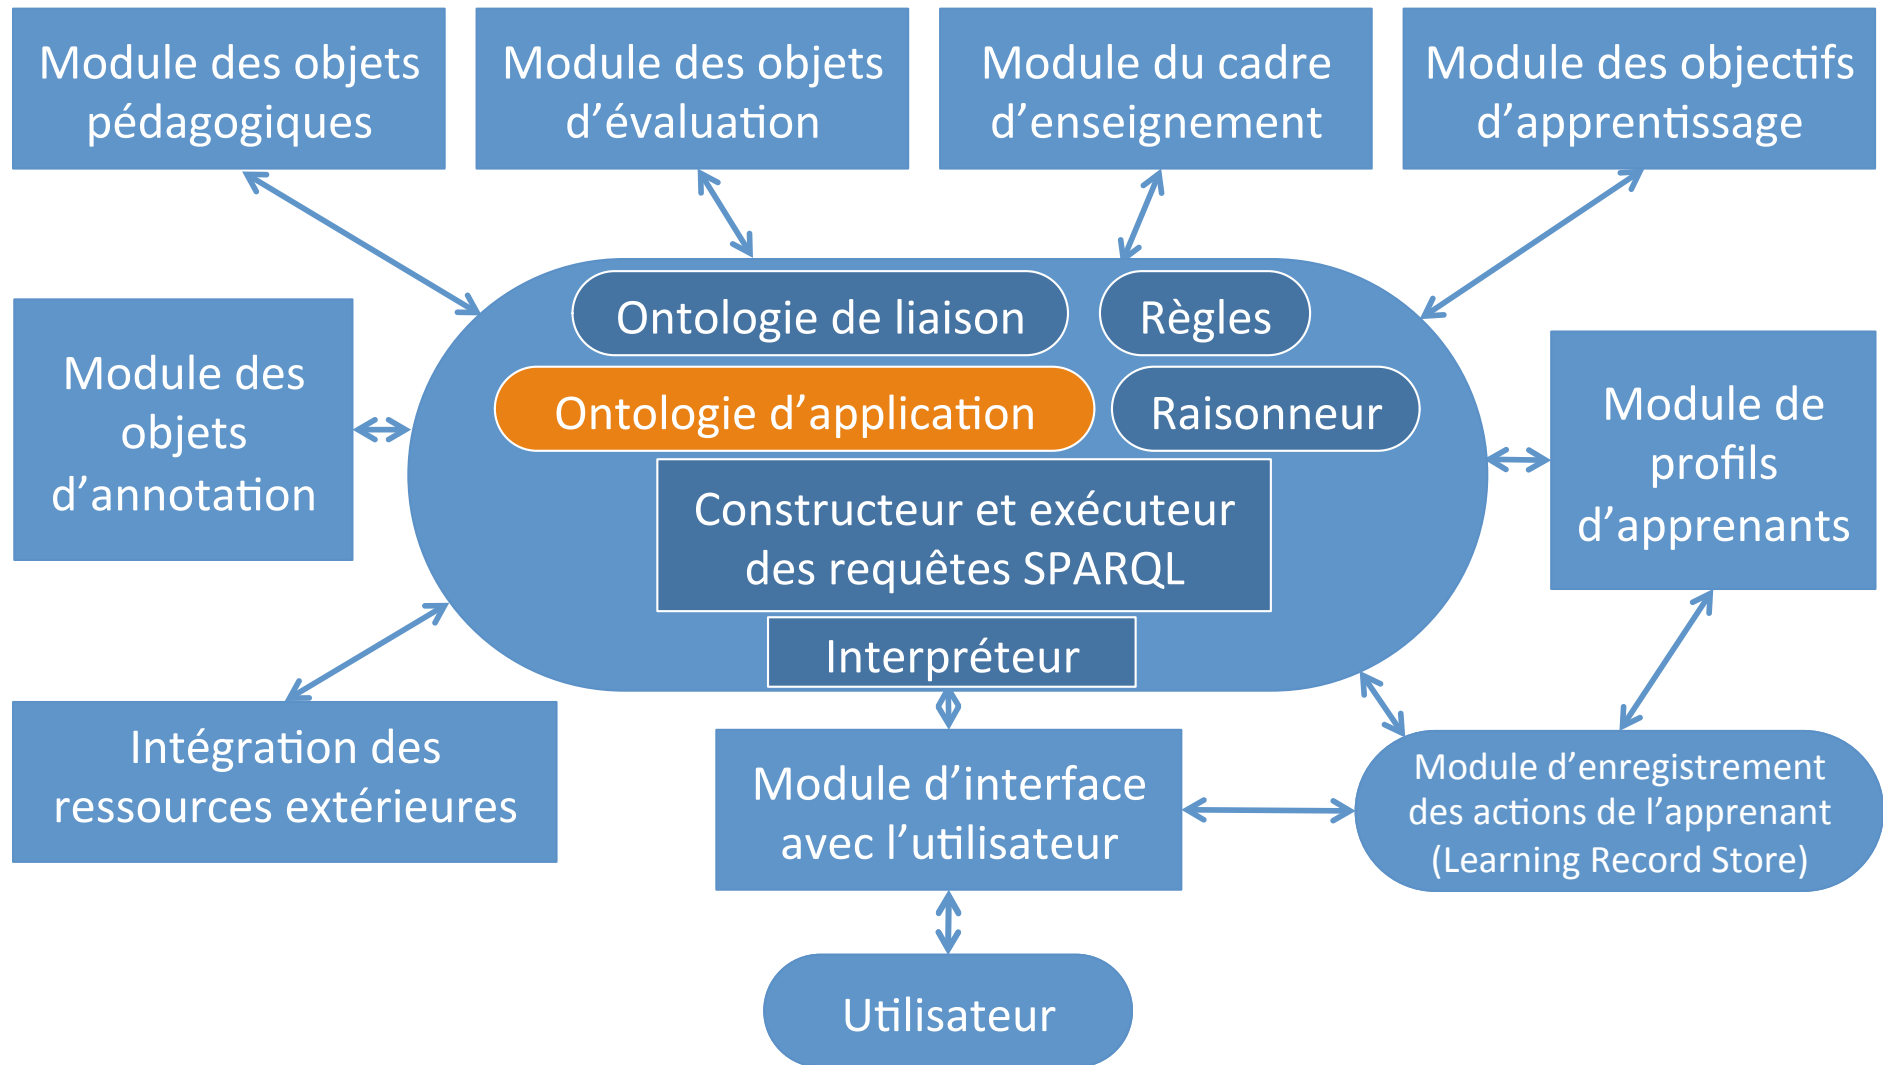 Module des objets
pédagogiques
Module des objets
d’évaluation
Module du cadre
d’enseignement
Module des objectifs
d’apprentissage
Ontologie de liaison
Règles
Ontologie d’application
Raisonneur
Module des
objets
d’annotation
Constructeur et exécuteur
des requêtes SPARQL
Interpréteur
Module de
profils
d’apprenants
Intégration des
ressources extérieures
Module d’interface
avec l’utilisateur
Module d’enregistrement
des actions de l’apprenant
(Learning Record Store)
Utilisateur